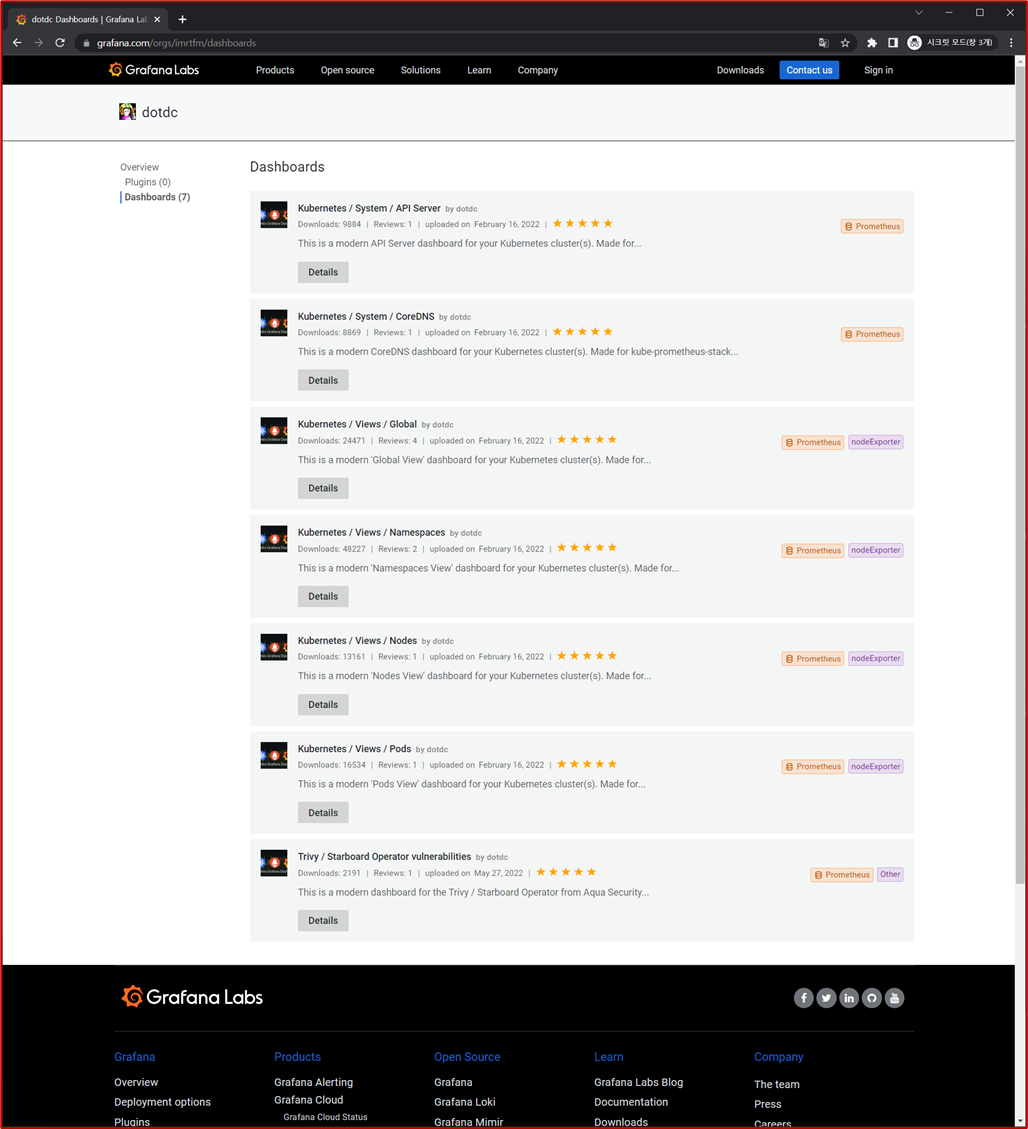 dotdc Dashboards | Grafana Lab
grafana.com/orgs/imrtfm/dashboards
시크릿 모드(창 3개)
Grafana Labs
Products Open source Solutions Learn Company Downloads Contact us Sign in
dotdc
Overview
Plugins (0)
Dashboards (7)
Dashboards
Kubernetes / System / API Server by dotdc
Downloads: 9884 | Reviews: 1 | uploaded on February 16, 2022 |
Prometheus
This is a modern API Server dashboard for your Kubernetes cluster(s). Made for...
Details
Kubernetes / System / CoreDNS by dotdc
Downloads: 8869 | Reviews: 1 | uploaded on February 16, 2022 |
Prometheus
This is a modern CoreDNS dashboard for your Kubernetes cluster(s). Made for kube-prometheus-stack...
Details
Kubernetes / Views / Global by dotdc
Downloads: 24471 | Reviews: 4 | uploaded on February 16, 2022 |
Prometheus nodeExporter
This is a modern 'Global View' dashboard for your Kubernetes cluster(s). Made for...
Details
Kubernetes / Views / Namespaces by dotdc
Downloads: 48227 | Reviews: 2 | uploaded on February 16, 2022 |
Prometheus nodeExporter
This is a modern 'Namespaces View' dashboard for your Kubernetes cluster(s). Made for...
Details
Kubernetes / Views / Nodes by dotdc
Downloads: 13161 | Reviews: 1 | uploaded on February 16, 2022 |
Prometheus nodeExporter
This is a modern 'Nodes View' dashboard for your Kubernetes cluster(s). Made for...
Details
Kubernetes / Views / Pods by dotdc
Downloads: 16534 | Reviews: 1 | uploaded on February 16, 2022 |
Prometheus nodeExporter
This is a modern 'Pods View' dashboard for your Kubernetes cluster(s). Made for...
Details
Trivy / Starboard Operator vulnerabilities by dotdc
Downloads: 2191 | Reviews: 1 | uploaded on May 27, 2022 |
Prometheus Other
This is a modern dashboard for the Trivy / Starboard Operator from Aqua Security...
Details
Grafana Labs
Grafana Products Open Source Learn Company
Overview Grafana Alerting Grafana Grafana Labs Blog The team
Deployment options Grafana Cloud Grafana Loki Documentation Press
Plugins Grafana Cloud Status Grafana Mimir Downloads Careers